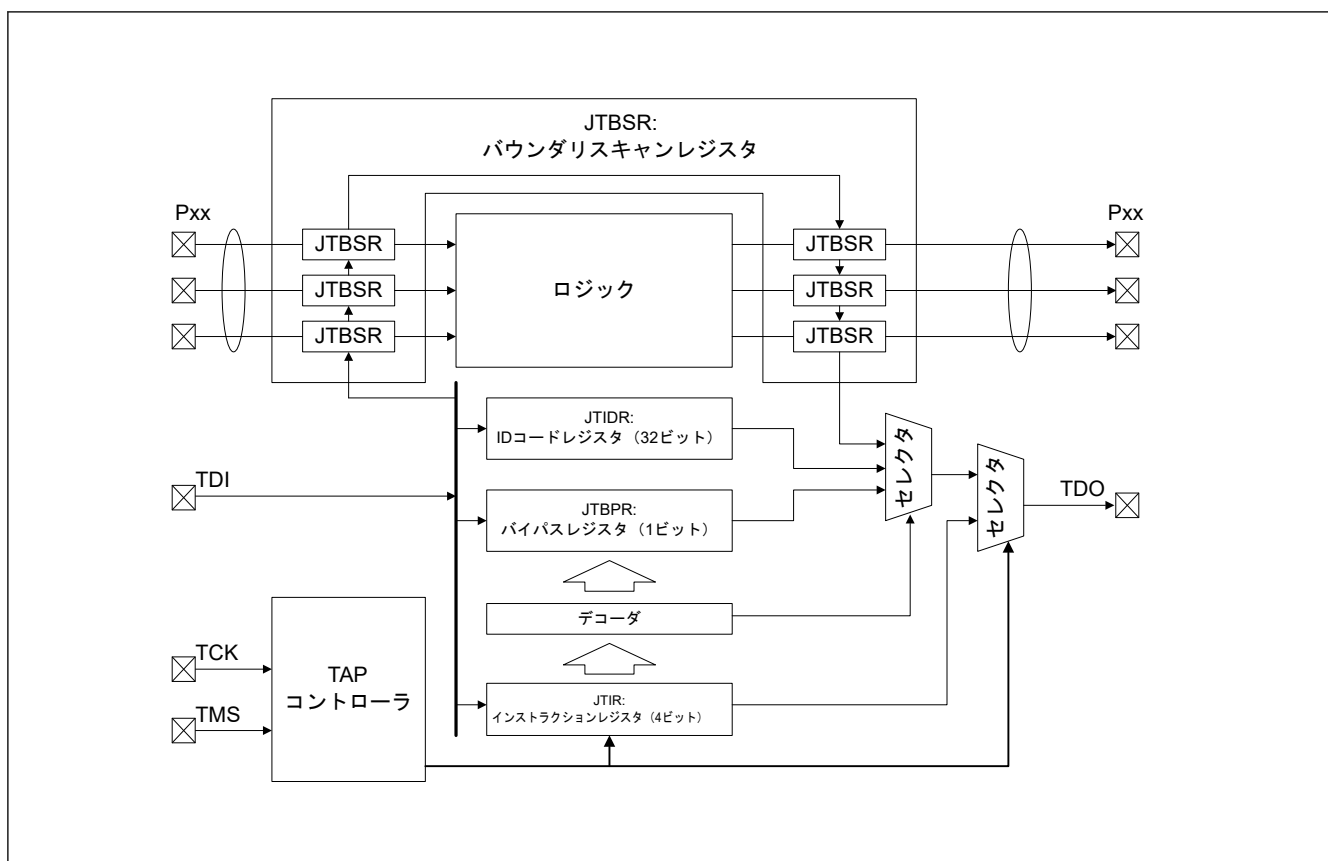 JTBSR:
バウンダリスキャンレジスタ
Pxx
Pxx
JTBSR
JTBSR
JTBSR
ロジック
JTBSR
JTBSR
JTBSR
JTIDR:
IDコードレジスタ（32ビット）
セレクタ
セレクタ
TDI
TDO
JTBPR:
バイパスレジスタ（1ビット）
デコーダ
TCK
TMS
TAP
コントローラ
JTIR:
インストラクションレジスタ（4ビット）